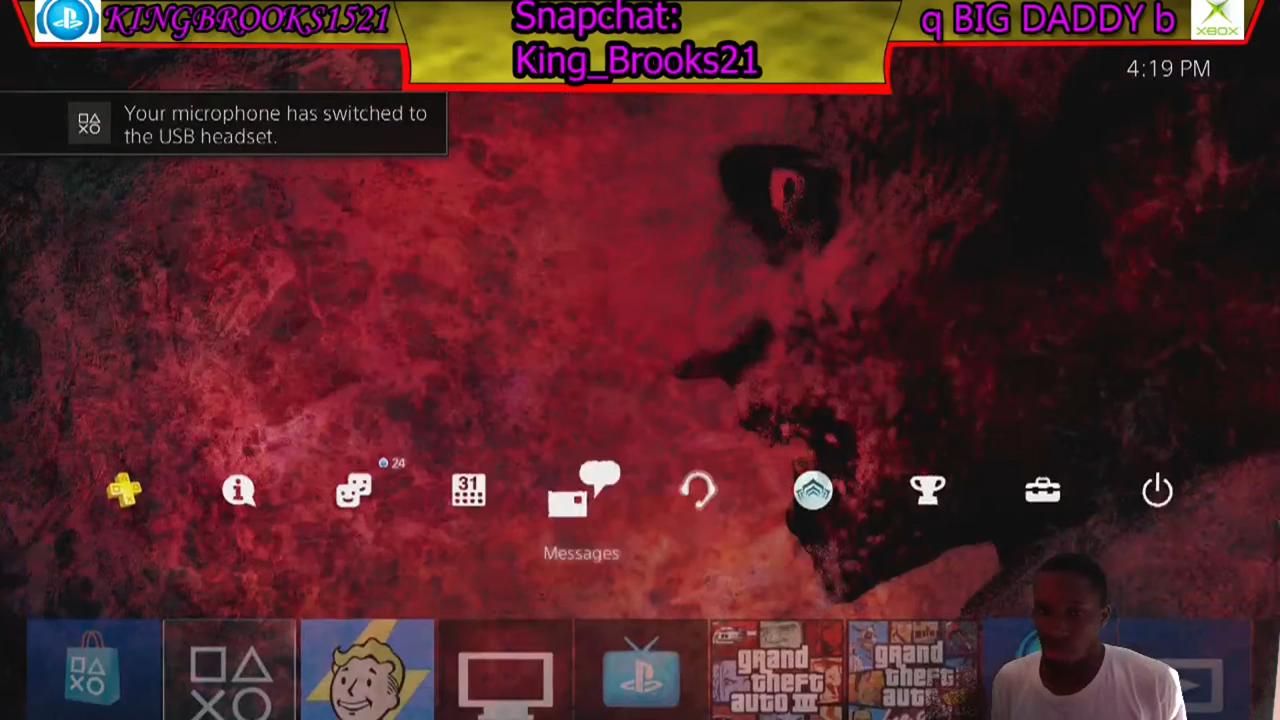 KINGBROOKS1521
Snapchat:
King_Brooks21
q BIG DADDY b
XBOX
4:19 PM
Your microphone has switched to
the USB headset.
24
31
Messages
grand
theft
auto III
grand
theft